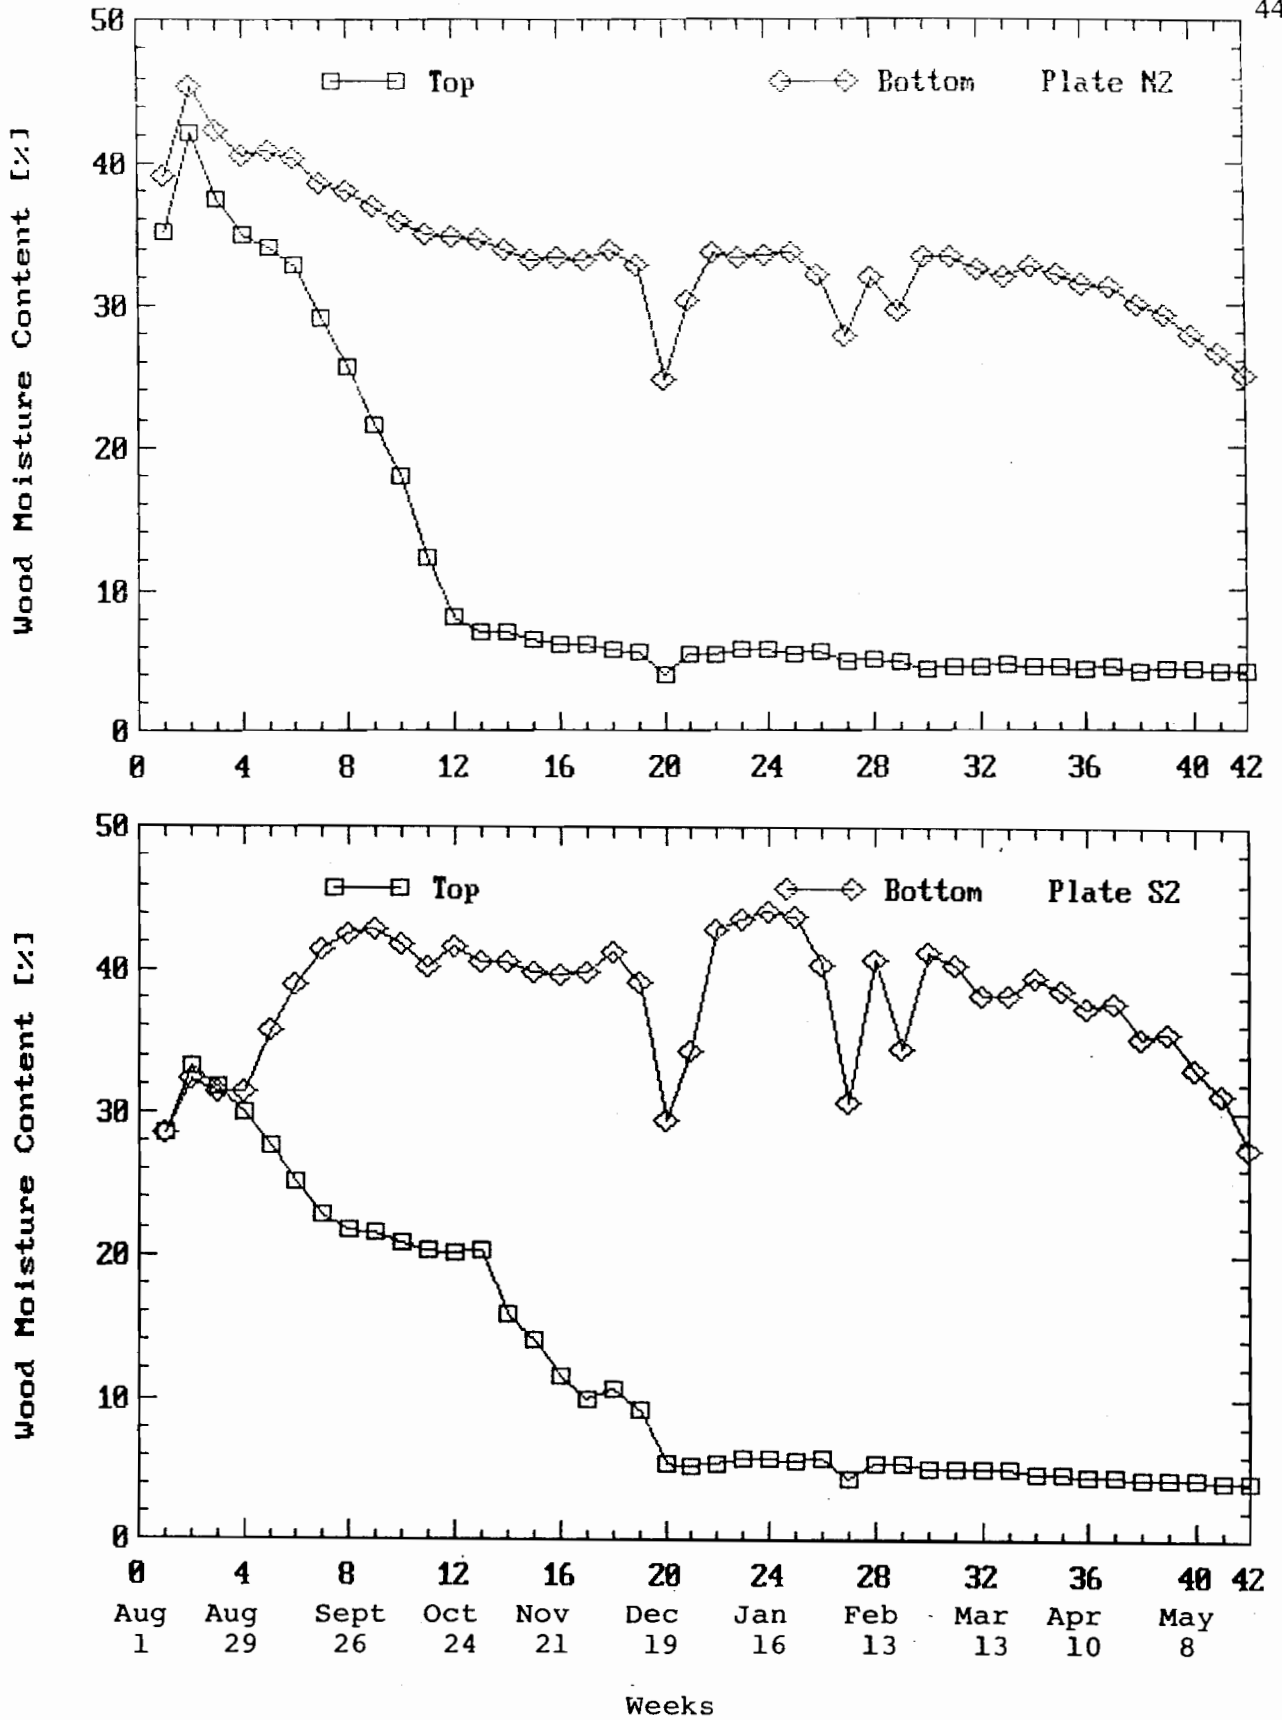 44
50
Top Bottom Plate N2
40
30
20
10
0
Wood Moisture Content [%]
0 4 8 12 16 20 24 28 32 36 40 42
50
Top Bottom Plate S2
40
30
20
10
0
Wood Moisture Content [%]
0 4 8 12 16 20 24 28 32 36 40 42
Aug Aug Sept Oct Nov Dec Jan Feb Mar Apr May
1 29 26 24 21 19 16 13 13 10 8
Weeks